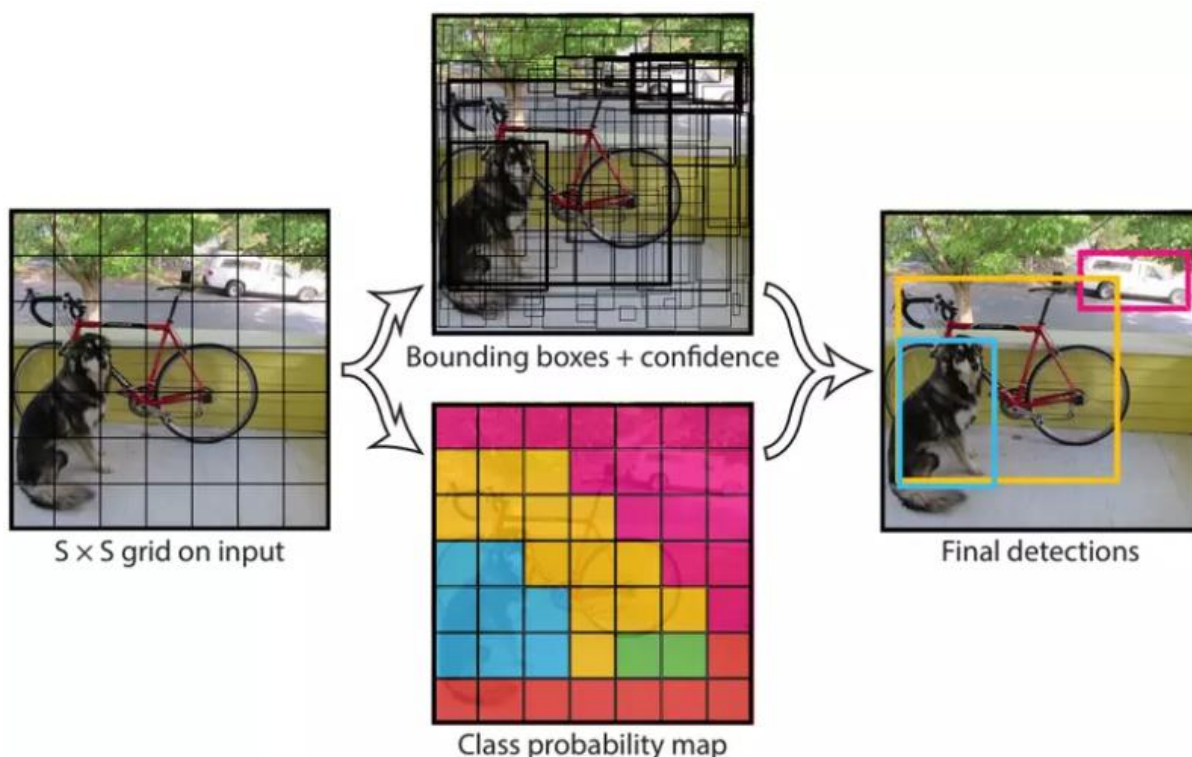 Bounding boxes + confidence
S × S grid on input
Final detections
Class probability map